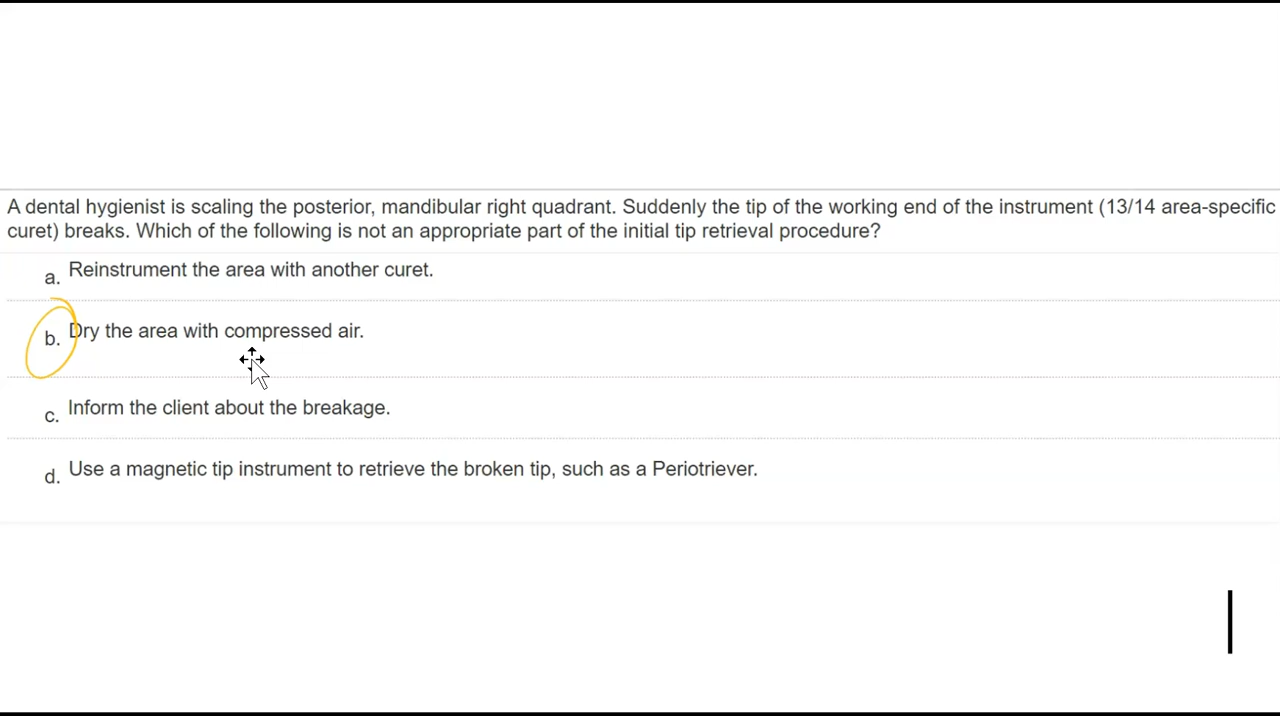 A dental hygienist is scaling the posterior, mandibular right quadrant. Suddenly the tip of the working end of the instrument (13/14 area-specific
curet) breaks. Which of the following is not an appropriate part of the initial tip retrieval procedure?
a. Reinstrument the area with another curet.
b. Dry the area with compressed air.
c. Inform the client about the breakage.
d. Use a magnetic tip instrument to retrieve the broken tip, such as a Periotriever.